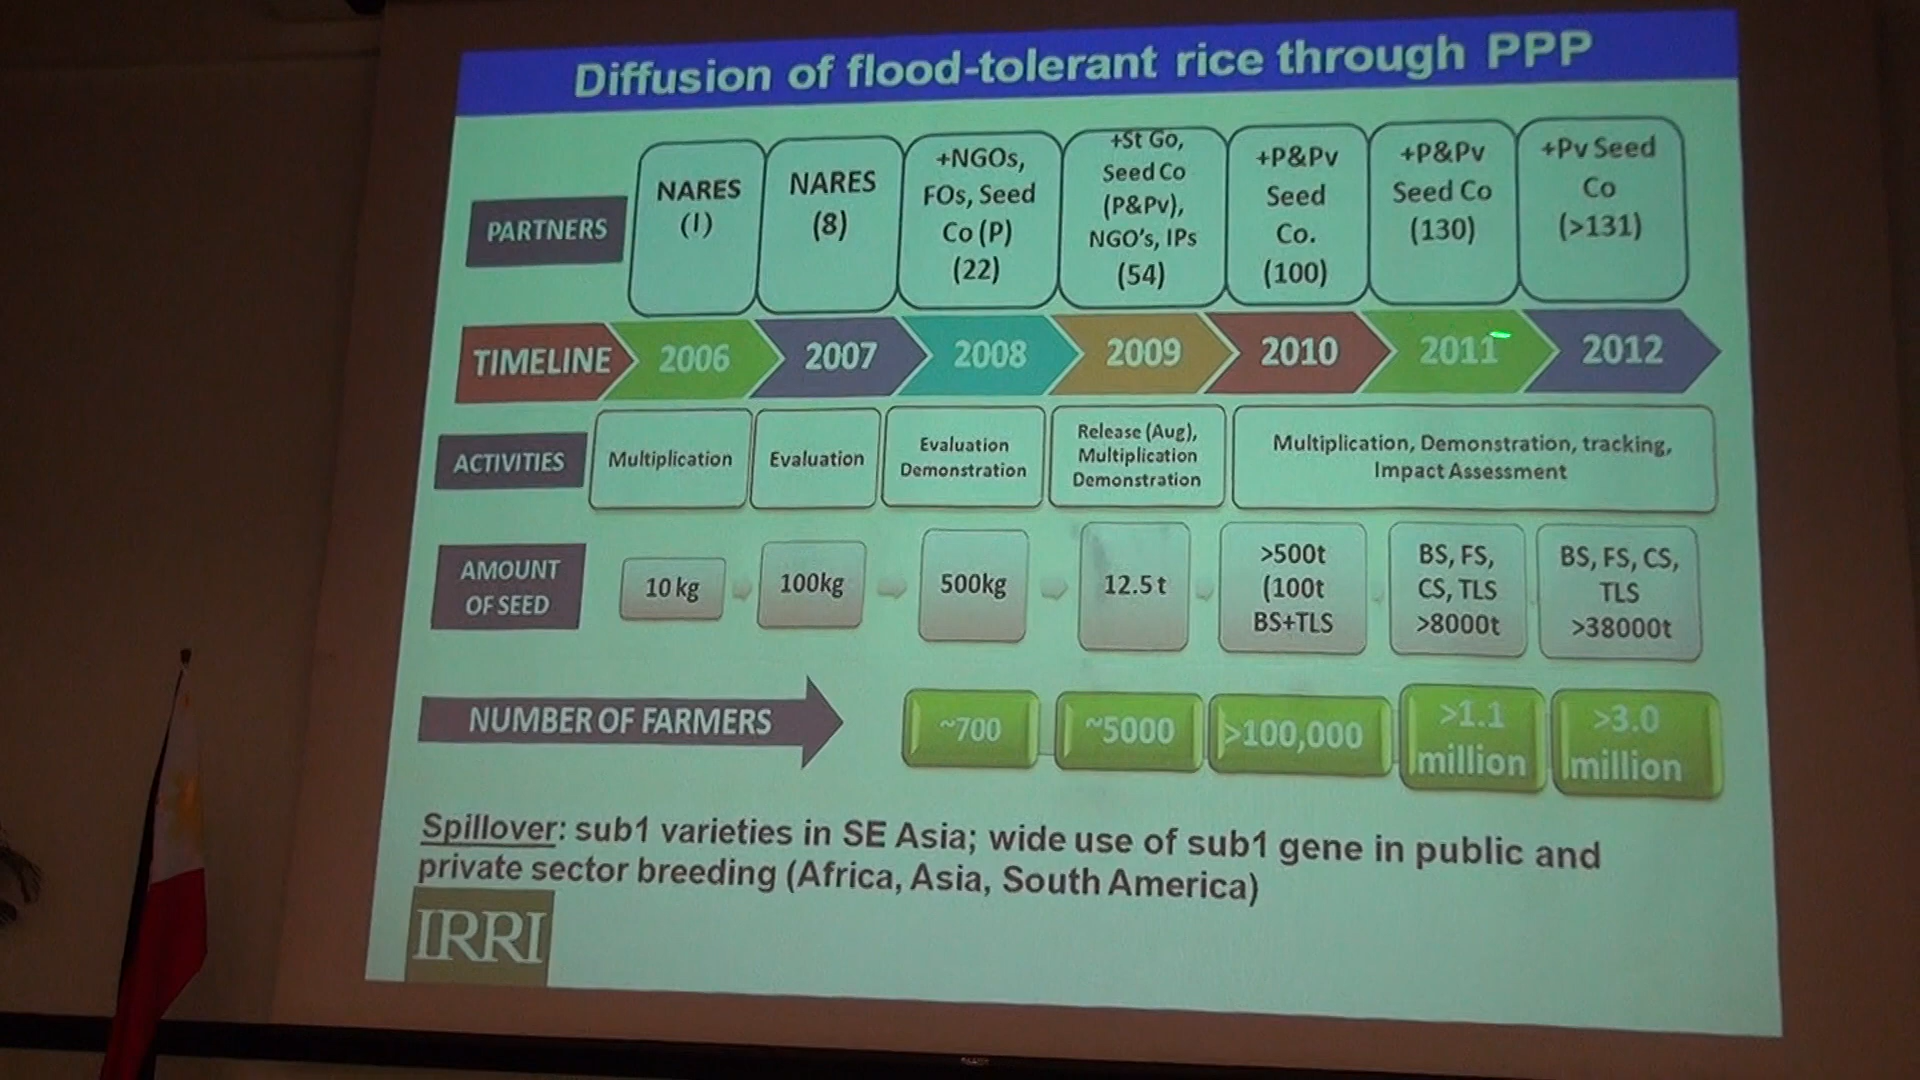 Diffusion of flood-tolerant rice through PPP
PARTNERS
NARES
(1)
NARES
(8)
+NGOs,
FOs, Seed
Co (P)
(22)
+St Go,
Seed Co
(P&Pv),
NGO's, IPs
(54)
+P&Pv
Seed
Co.
(100)
+P&Pv
Seed Co
(130)
+Pv Seed
Co
(>131)
TIMELINE
2006
2007
2008
2009
2010
2011
2012
ACTIVITIES
Multiplication
Evaluation
Evaluation
Demonstration
Release (Aug),
Multiplication
Demonstration
Multiplication, Demonstration, tracking,
Impact Assessment
AMOUNT
OF SEED
10 kg
100kg
500kg
12.5 t
>500t
(100t
BS+TLS
BS, FS,
CS, TLS
>8000t
BS, FS, CS,
TLS
>38000t
NUMBER OF FARMERS
~700
~5000
>100,000
>1.1
million
>3.0
million
Spillover: sub1 varieties in SE Asia; wide use of sub1 gene in public and
private sector breeding (Africa, Asia, South America)
IRRI